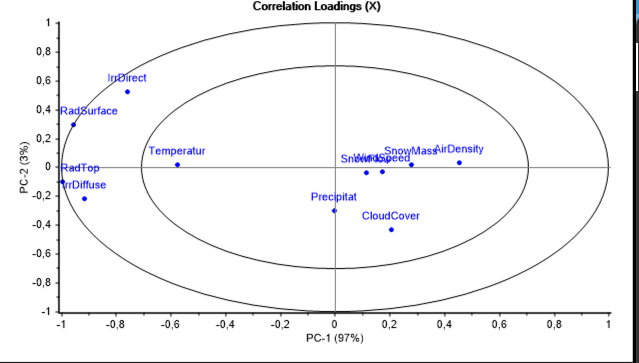 Correlation Loadings (X)
1
0,8
IrrDirect
0,6
0,4
RadSurface
0,2
Temperatur
SnowMass
AirDensity
WindSpeed
PC-2 (3%)
0
RadTop
IrrDiffuse
-0,2
Precipitat
CloudCover
-0,4
-0,6
-0,8
-1
-1 -0,8 -0,6 -0,4 -0,2 0 0,2 0,4 0,6 0,8 1
PC-1 (97%)